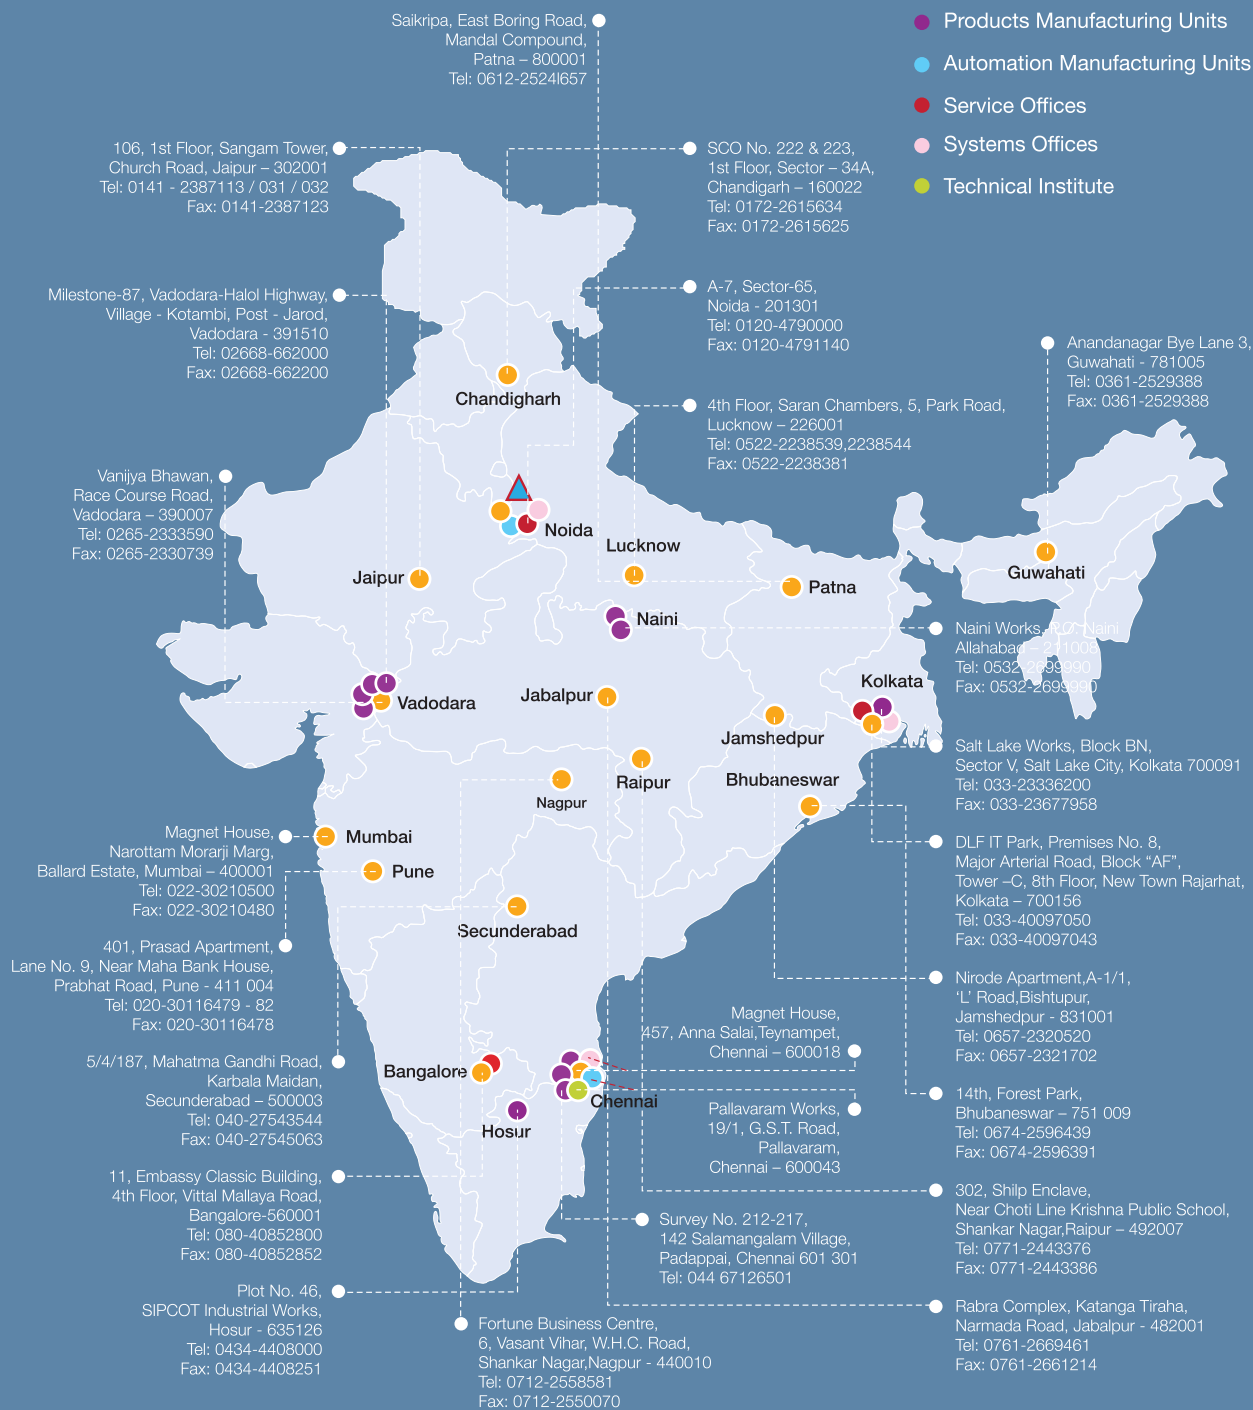 Saikripa, East Boring Road,
Mandal Compound,
Patna – 800001
Tel: 0612-2524l657
Products Manufacturing Units
Automation Manufacturing Units
Service Offices
Systems Offices
Technical Institute
106, 1st Floor, Sangam Tower,
Church Road, Jaipur – 302001
Tel: 0141 - 2387113 / 031 / 032
Fax: 0141-2387123
SCO No. 222 & 223,
1st Floor, Sector – 34A,
Chandigarh – 160022
Tel: 0172-2615634
Fax: 0172-2615625
Milestone-87, Vadodara-Halol Highway,
Village - Kotambi, Post - Jarod,
Vadodara - 391510
Tel: 02668-662000
Fax: 02668-662200
A-7, Sector-65,
Noida - 201301
Tel: 0120-4790000
Fax: 0120-4791140
Anandanagar Bye Lane 3,
Guwahati - 781005
Tel: 0361-2529388
Fax: 0361-2529388
4th Floor, Saran Chambers, 5, Park Road,
Lucknow – 226001
Tel: 0522-2238539,2238544
Fax: 0522-2238381
Vanijya Bhawan,
Race Course Road,
Vadodara – 390007
Tel: 0265-2333590
Fax: 0265-2330739
Chandigharh
Noida
Lucknow
Jaipur
Patna
Guwahati
Naini
Naini Works, P.O. Naini
Allahabad – 211008
Tel: 0532-2699990
Fax: 0532-2699990
Kolkata
Vadodara
Jabalpur
Jamshedpur
Raipur
Bhubaneswar
Nagpur
Salt Lake Works, Block BN,
Sector V, Salt Lake City, Kolkata 700091
Tel: 033-23336200
Fax: 033-23677958
Mumbai
Pune
Secunderabad
Magnet House,
Narottam Morarji Marg,
Ballard Estate, Mumbai – 400001
Tel: 022-30210500
Fax: 022-30210480
DLF IT Park, Premises No. 8,
Major Arterial Road, Block “AF”,
Tower –C, 8th Floor, New Town Rajarhat,
Kolkata – 700156
Tel: 033-40097050
Fax: 033-40097043
401, Prasad Apartment,
Lane No. 9, Near Maha Bank House,
Prabhat Road, Pune - 411 004
Tel: 020-30116479 - 82
Fax: 020-30116478
Nirode Apartment,A-1/1,
‘L’ Road,Bishtupur,
Jamshedpur - 831001
Tel: 0657-2320520
Fax: 0657-2321702
Magnet House,
457, Anna Salai,Teynampet,
Chennai – 600018
5/4/187, Mahatma Gandhi Road,
Karbala Maidan,
Secunderabad – 500003
Tel: 040-27543544
Fax: 040-27545063
Bangalore
Chennai
Hosur
Pallavaram Works,
19/1, G.S.T. Road,
Pallavaram,
Chennai – 600043
14th, Forest Park,
Bhubaneswar – 751 009
Tel: 0674-2596439
Fax: 0674-2596391
11, Embassy Classic Building,
4th Floor, Vittal Mallaya Road,
Bangalore-560001
Tel: 080-40852800
Fax: 080-40852852
302, Shilp Enclave,
Near Choti Line Krishna Public School,
Shankar Nagar,Raipur – 492007
Tel: 0771-2443376
Fax: 0771-2443386
Survey No. 212-217,
142 Salamangalam Village,
Padappai, Chennai 601 301
Tel: 044 67126501
Plot No. 46,
SIPCOT Industrial Works,
Hosur - 635126
Tel: 0434-4408000
Fax: 0434-4408251
Rabra Complex, Katanga Tiraha,
Narmada Road, Jabalpur - 482001
Tel: 0761-2669461
Fax: 0761-2661214
Fortune Business Centre,
6, Vasant Vihar, W.H.C. Road,
Shankar Nagar,Nagpur - 440010
Tel: 0712-2558581
Fax: 0712-2550070